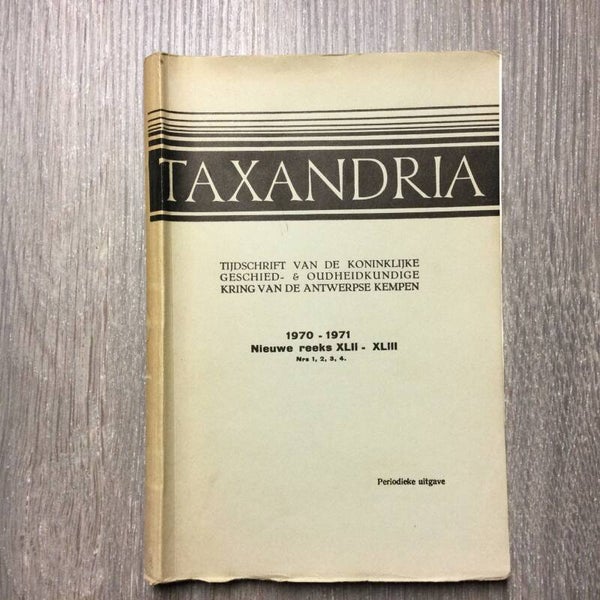 TAXANDRIA
TIJDSCHRIFT VAN DE KONINKLIJKE
GESCHIED- & OUDHEIDKUNDIGE
KRING VAN DE ANTWERPSE KEMPEN
1970 - 1971
Nieuwe reeks XLII - XLIII
Nrs 1, 2, 3, 4.
Periodieke uitgave